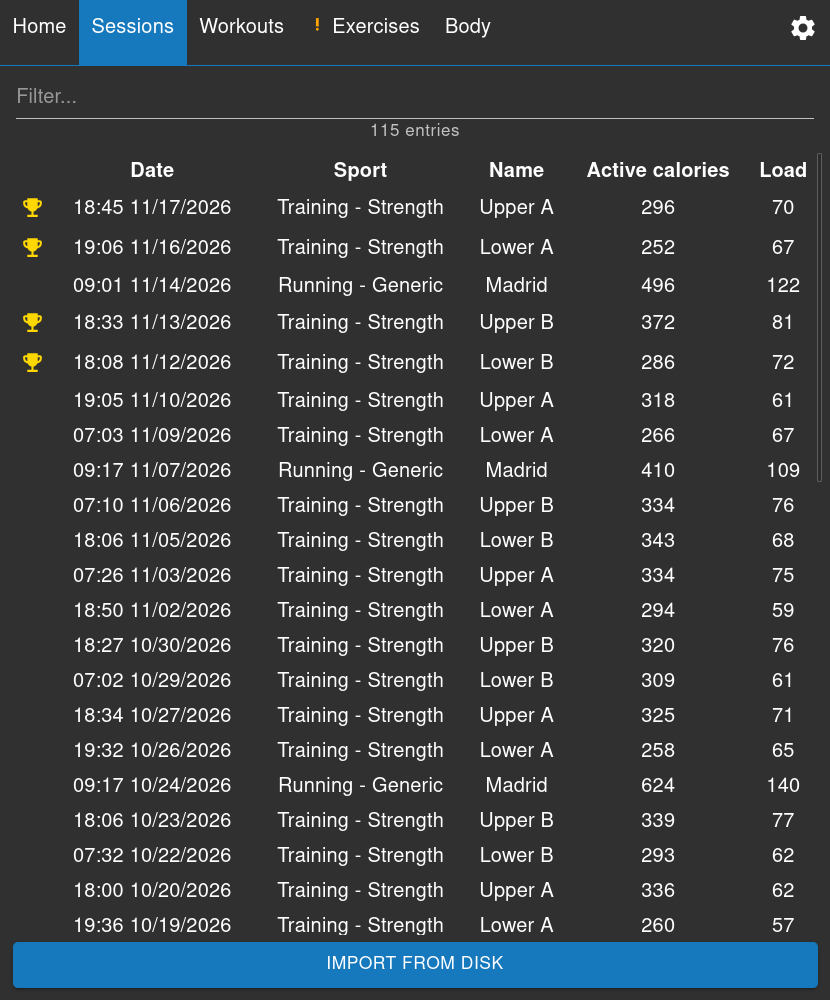 Home Sessions Workouts ! Exercises Body
Filter...
115 entries
Date Sport Name Active calories Load
18:45 11/17/2026 Training - Strength Upper A 296 70
19:06 11/16/2026 Training - Strength Lower A 252 67
09:01 11/14/2026 Running - Generic Madrid 496 122
18:33 11/13/2026 Training - Strength Upper B 372 81
18:08 11/12/2026 Training - Strength Lower B 286 72
19:05 11/10/2026 Training - Strength Upper A 318 61
07:03 11/09/2026 Training - Strength Lower A 266 67
09:17 11/07/2026 Running - Generic Madrid 410 109
07:10 11/06/2026 Training - Strength Upper B 334 76
18:06 11/05/2026 Training - Strength Lower B 343 68
07:26 11/03/2026 Training - Strength Upper A 334 75
18:50 11/02/2026 Training - Strength Lower A 294 59
18:27 10/30/2026 Training - Strength Upper B 320 76
07:02 10/29/2026 Training - Strength Lower B 309 61
18:34 10/27/2026 Training - Strength Upper A 325 71
19:32 10/26/2026 Training - Strength Lower A 258 65
09:17 10/24/2026 Running - Generic Madrid 624 140
18:06 10/23/2026 Training - Strength Upper B 339 77
07:32 10/22/2026 Training - Strength Lower B 293 62
18:00 10/20/2026 Training - Strength Upper A 336 62
19:36 10/19/2026 Training - Strength Lower A 260 57
IMPORT FROM DISK